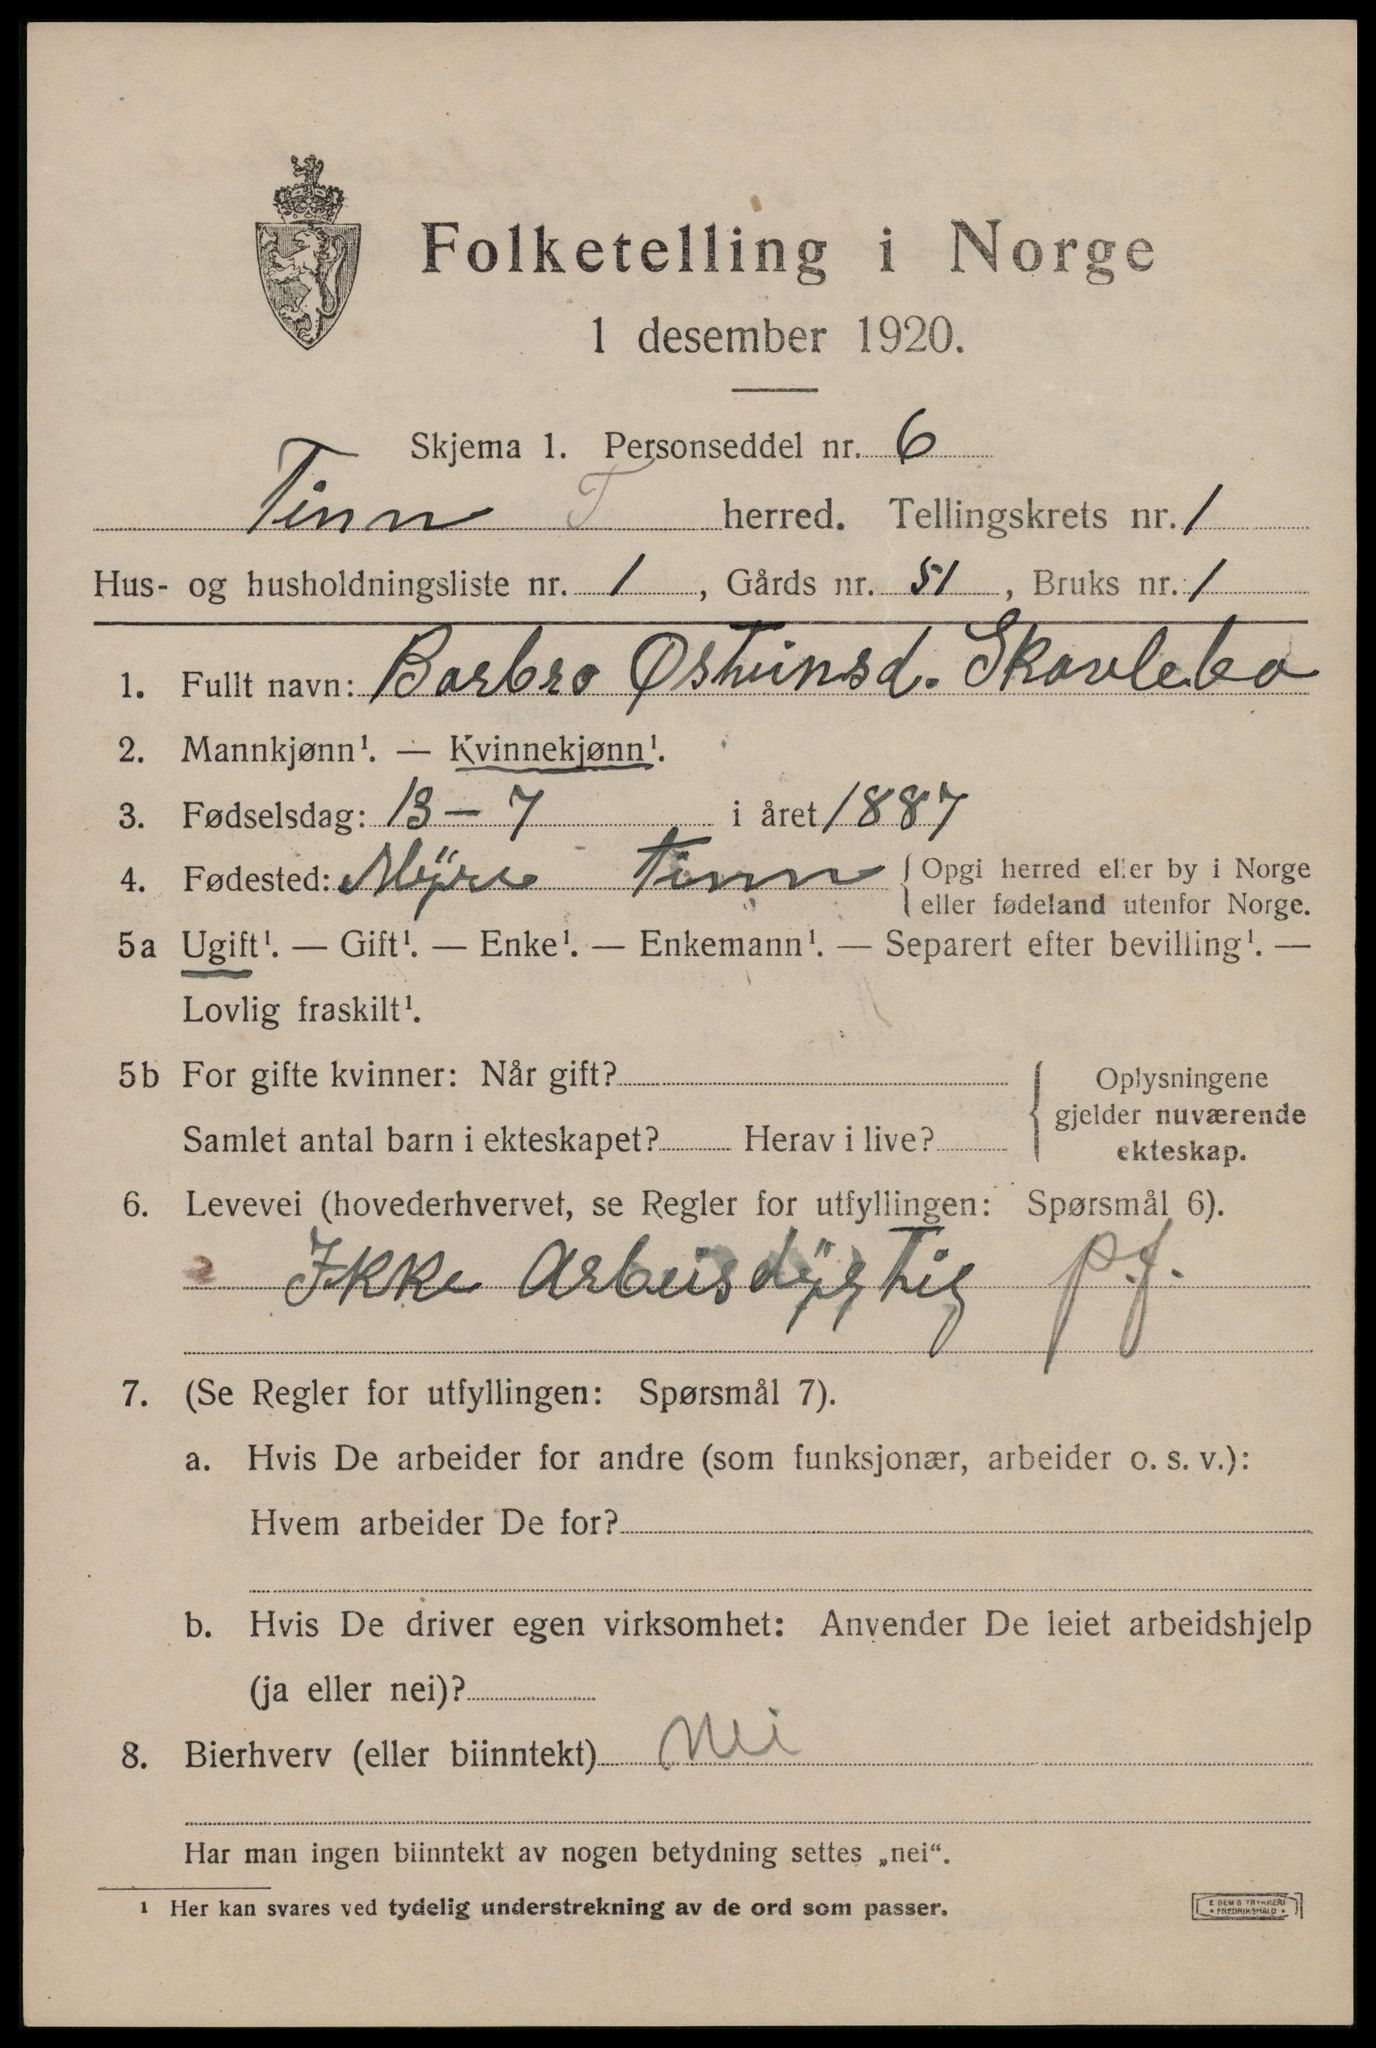 Folketelling i Norge
1 desember 1920.
Skjema 1. Personseddel nr. 6
Tinn T herred. Tellingskrets nr. 1
Hus- og husholdningsliste nr. 1, Gårds nr. 51, Bruks nr. 1
1. Fullt navn: Barbro Østeinsd. Skavlebo
2. Mannkjønn¹. — Kvinnekjønn¹.
3. Fødselsdag: 13-7 i året 1887
4. Fødested: Myre Tinn { Opgi herred eller by i Norge
{ eller fødeland utenfor Norge.
5a Ugift¹. — Gift¹. — Enke¹. — Enkemann¹. — Separert efter bevilling¹. —
Lovlig fraskilt¹.
5b For gifte kvinner: Når gift?
Samlet antal barn i ekteskapet? Herav i live?
Oplysningene
gjelder nuværende
ekteskap.
6. Levevei (hovederhvervet, se Regler for utfyllingen: Spørsmål 6).
Ikke Arbeisdygtig p.f.
7. (Se Regler for utfyllingen: Spørsmål 7).
a. Hvis De arbeider for andre (som funksjonær, arbeider o. s. v.):
Hvem arbeider De for?
b. Hvis De driver egen virksomhet: Anvender De leiet arbeidshjelp
(ja eller nei)?
8. Bierhverv (eller biinntekt) Nei
Har man ingen biinntekt av nogen betydning settes „nei“.
¹ Her kan svares ved tydelig understrekning av de ord som passer.
E SEM'S TRYKKERI
• FREDRIKSHALD •